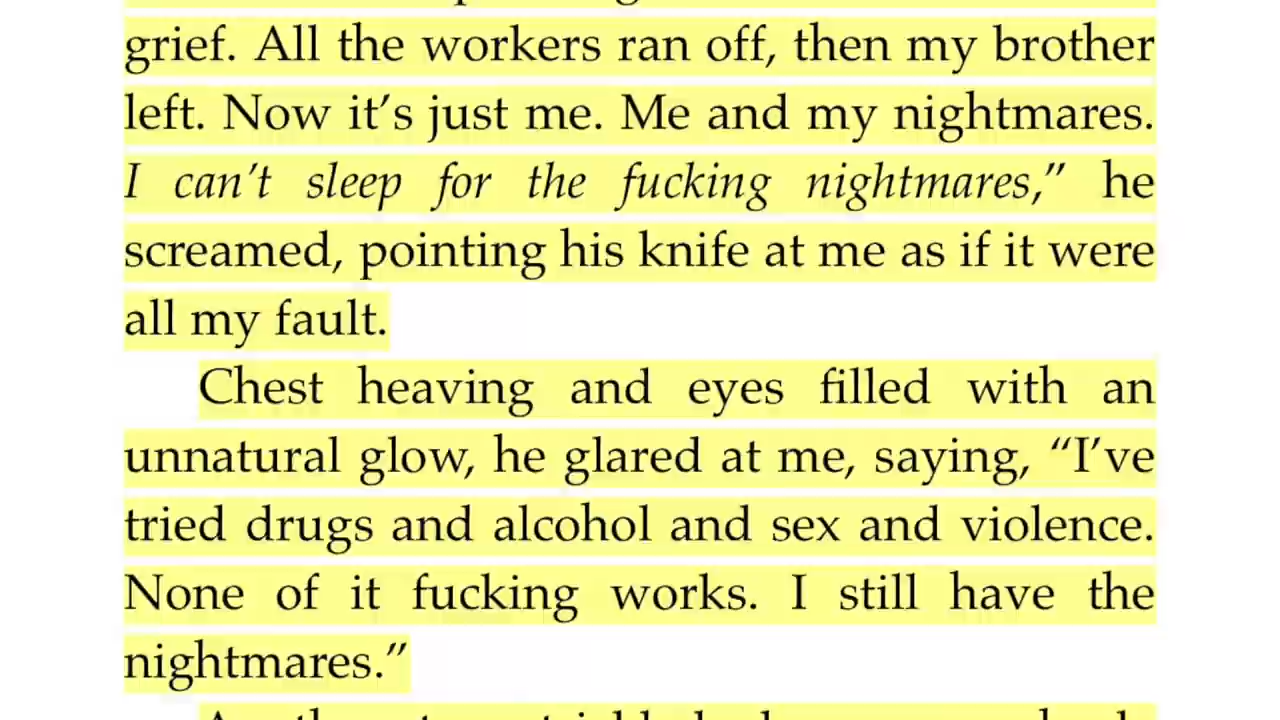 grief. All the workers ran off, then my brother
left. Now it’s just me. Me and my nightmares.
I can’t sleep for the fucking nightmares,” he
screamed, pointing his knife at me as if it were
all my fault.
Chest heaving and eyes filled with an
unnatural glow, he glared at me, saying, “I’ve
tried drugs and alcohol and sex and violence.
None of it fucking works. I still have the
nightmares.”